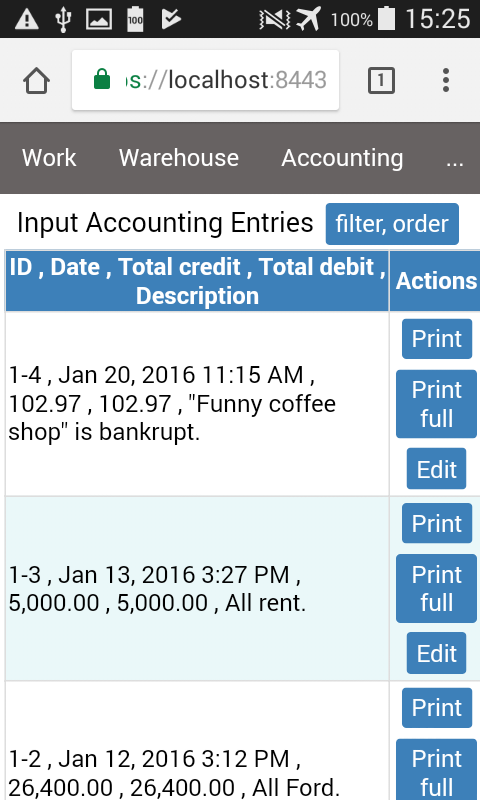 100
100% 15:25
s://localhost:8443 1
Work Warehouse Accounting ...
Input Accounting Entries filter, order
ID , Date , Total credit , Total debit ,
Description
Actions
1-4 , Jan 20, 2016 11:15 AM ,
102.97 , 102.97 , "Funny coffee
shop" is bankrupt.
Print
Print
full
Edit
1-3 , Jan 13, 2016 3:27 PM ,
5,000.00 , 5,000.00 , All rent.
Print
Print
full
Edit
1-2 , Jan 12, 2016 3:12 PM ,
26,400.00 , 26,400.00 , All Ford.
Print
Print
full